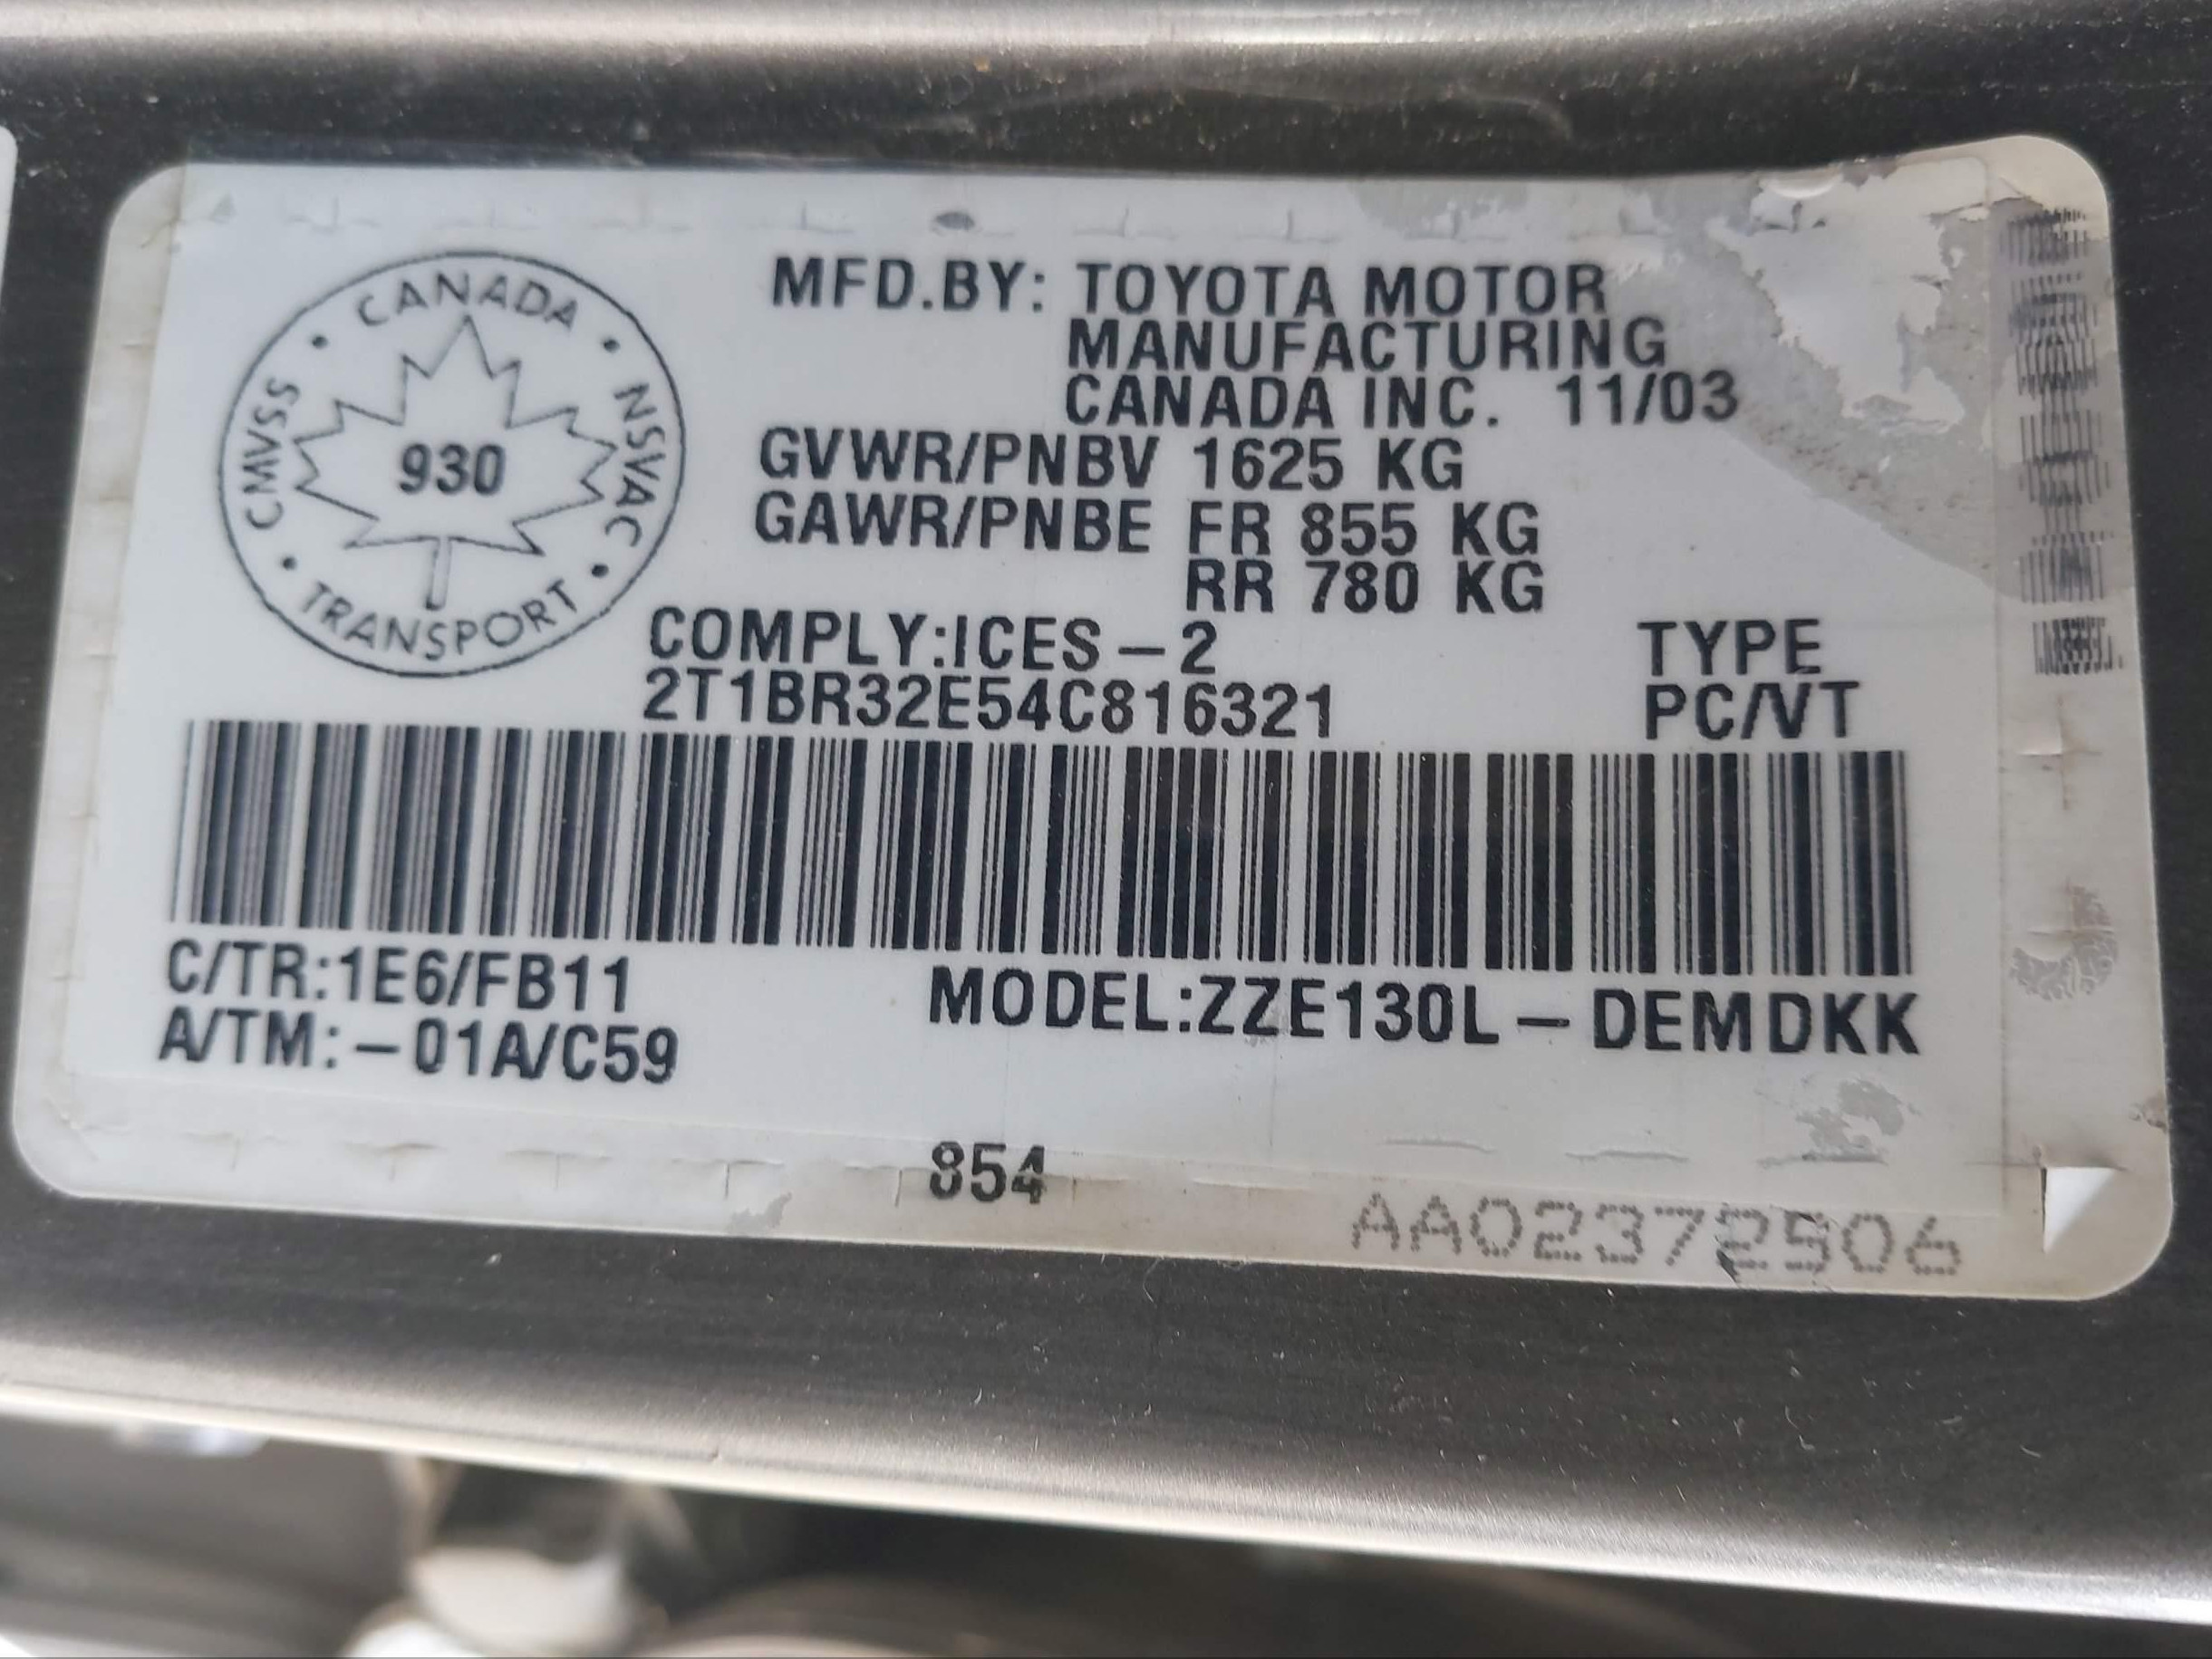 CANADA
CMVSS
NSVAC
930
TRANSPORT
MFD.BY: TOYOTA MOTOR
MANUFACTURING
CANADA INC. 11/03
GVWR/PNBV 1625 KG
GAWR/PNBE FR 855 KG
RR 780 KG
COMPLY:ICES-2 TYPE
2T1BR32E54C816321 PC/VT
C/TR:1E6/FB11
A/TM:-01A/C59
MODEL:ZZE130L-DEMDKK
854
AA02372506